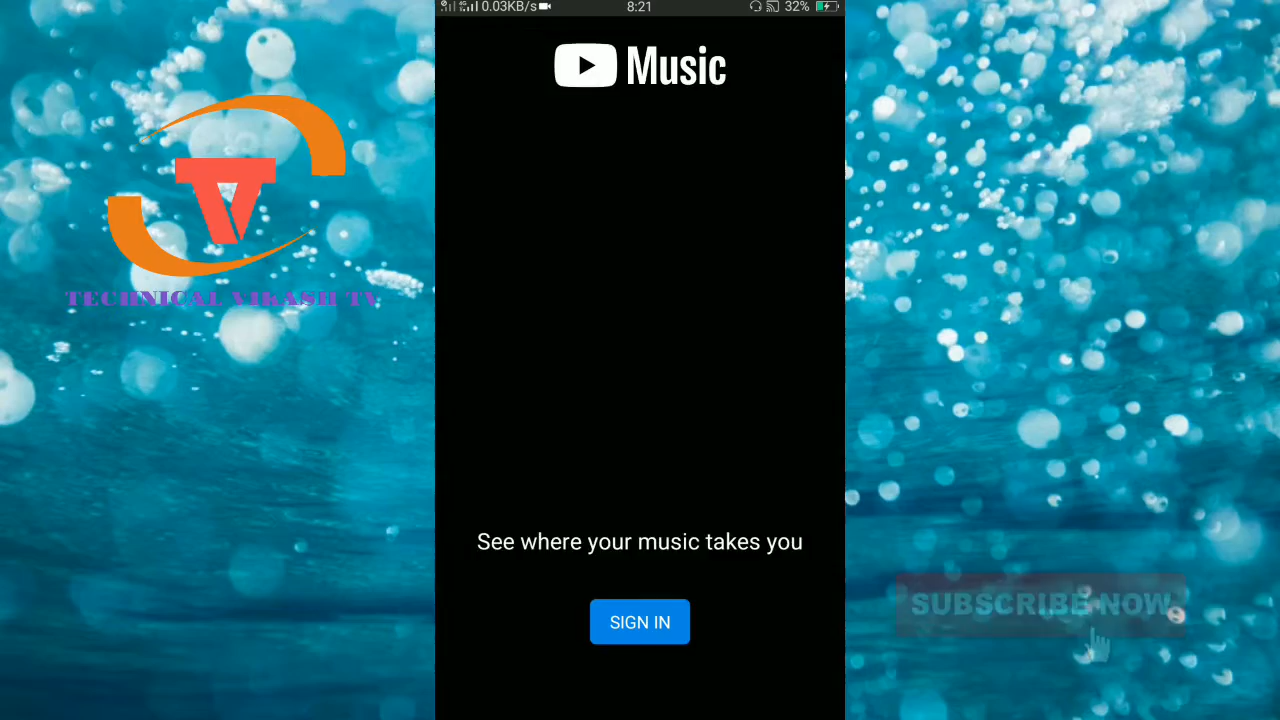 0.03KB/s
8:21
32%
Music
TECHNICAL VIKASH TV
See where your music takes you
SUBSCRIBE NOW
SIGN IN